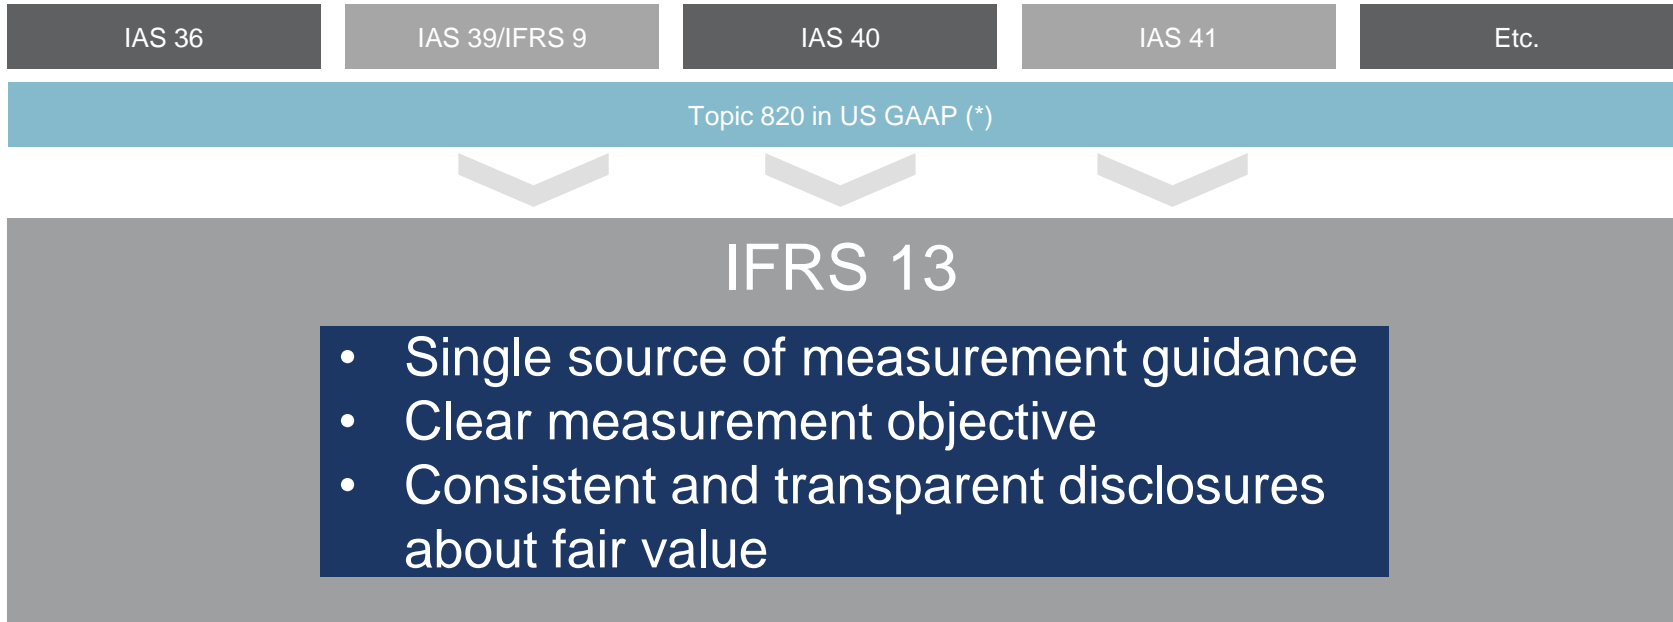 IAS 36
IAS 39/IFRS 9
IAS 40
IAS 41
Etc.
Topic 820 in US GAAP (*)
IFRS 13
• Single source of measurement guidance
• Clear measurement objective
• Consistent and transparent disclosures
about fair value